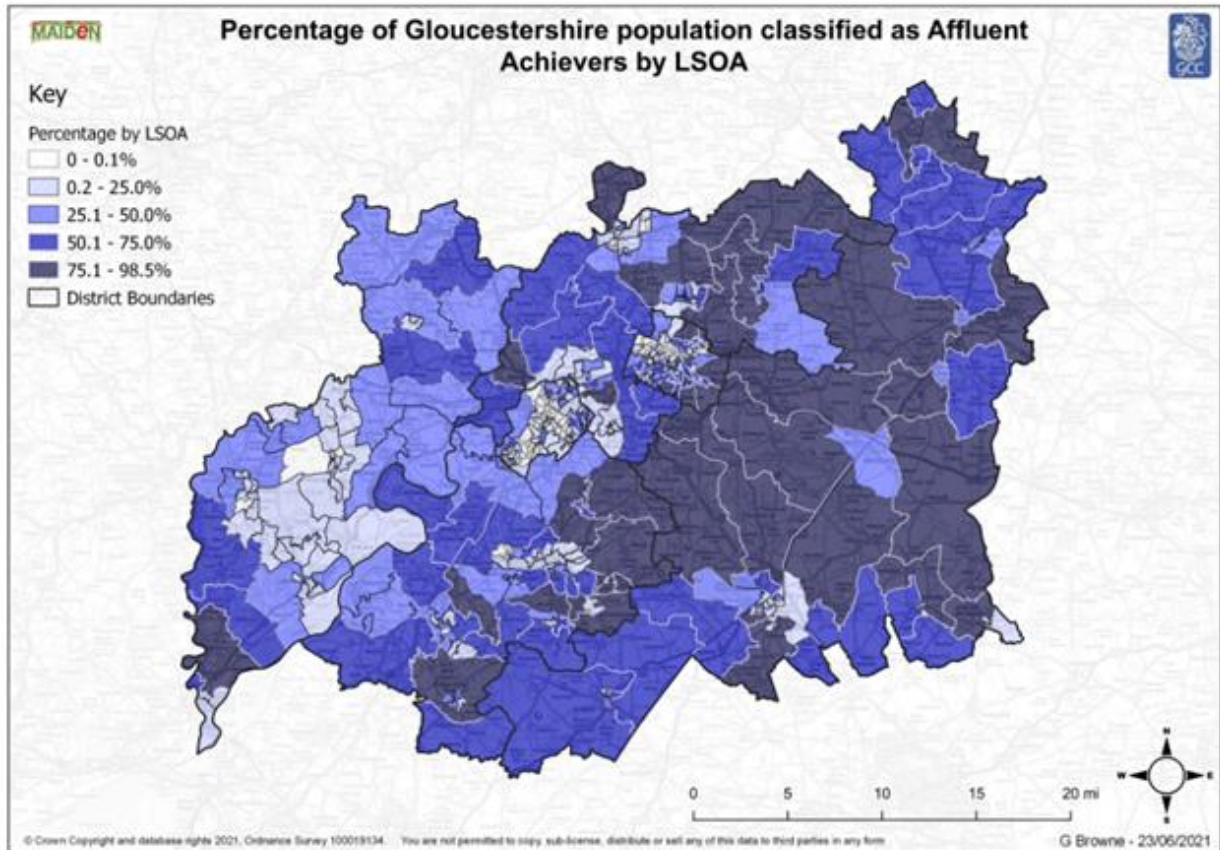 MAIDeN
Percentage of Gloucestershire population classified as Affluent
Achievers by LSOA
GCC
Key
Percentage by LSOA
0 - 0.1%
0.2 - 25.0%
25.1 - 50.0%
50.1 - 75.0%
75.1 - 98.5%
District Boundaries
N
W
E
S
0 5 10 15 20 mi
© Crown Copyright and database rights 2021, Ordnance Survey 100019134. You are not permitted to copy, sub-license, distribute or sell any of this data to third parties in any form
G Browne - 23/06/2021